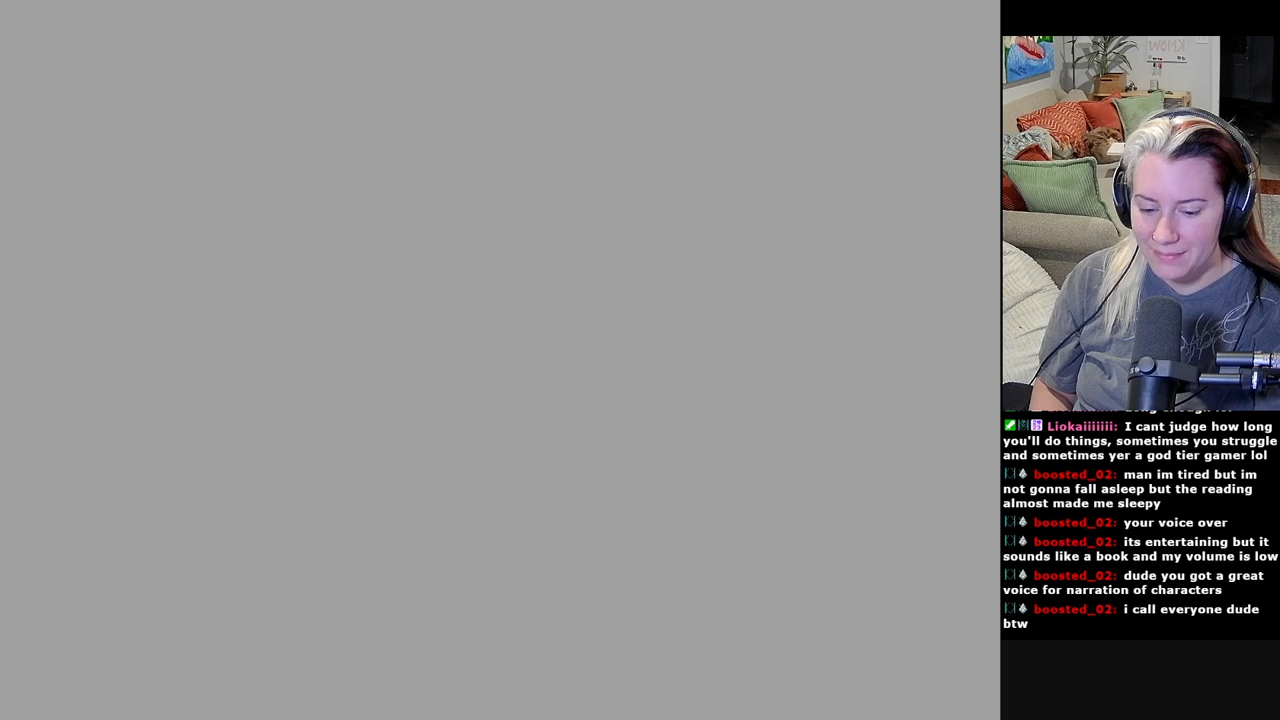 Liokaiiiiiii: I cant judge how long
you'll do things, sometimes you struggle
and sometimes yer a god tier gamer lol
boosted_02: man im tired but im
not gonna fall asleep but the reading
almost made me sleepy
boosted_02: your voice over
boosted_02: its entertaining but it
sounds like a book and my volume is low
boosted_02: dude you got a great
voice for narration of characters
boosted_02: i call everyone dude
btw